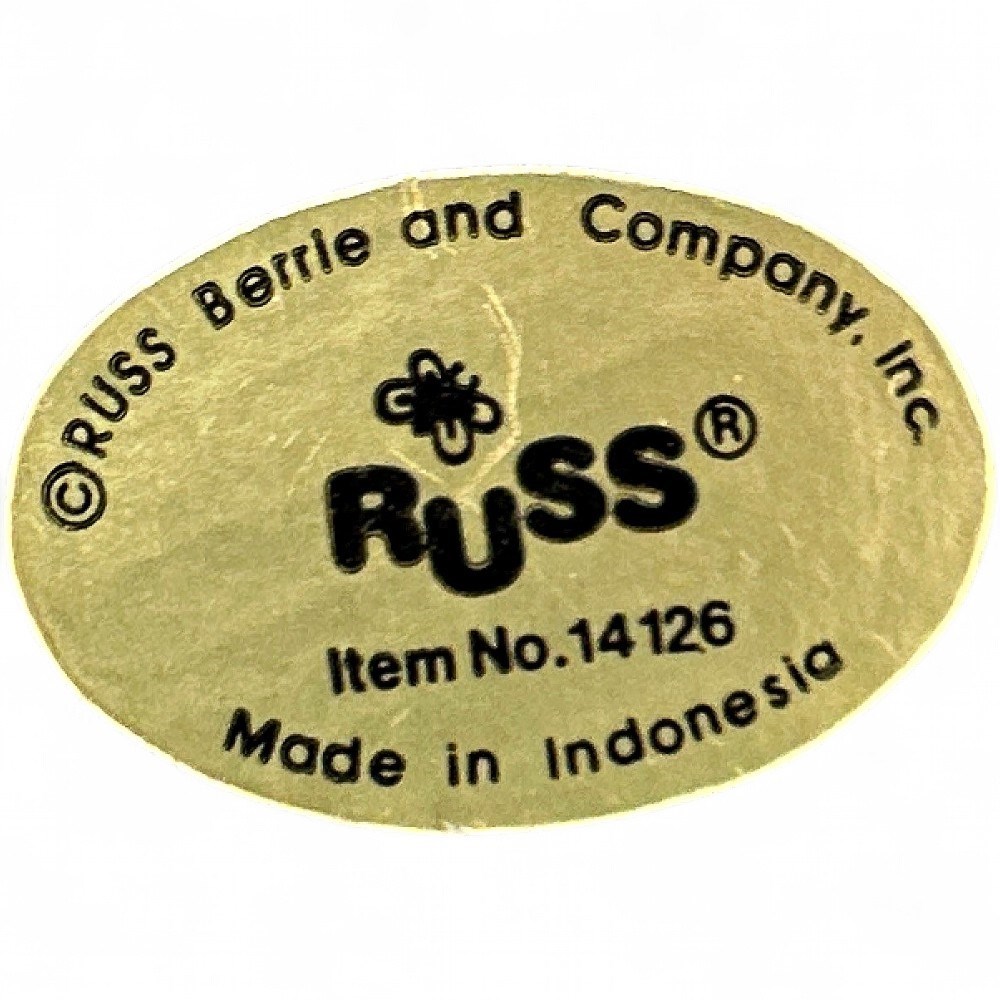 ©RUSS Berrie and Company, Inc.
RUSS®
Item No. 14126
Made in Indonesia